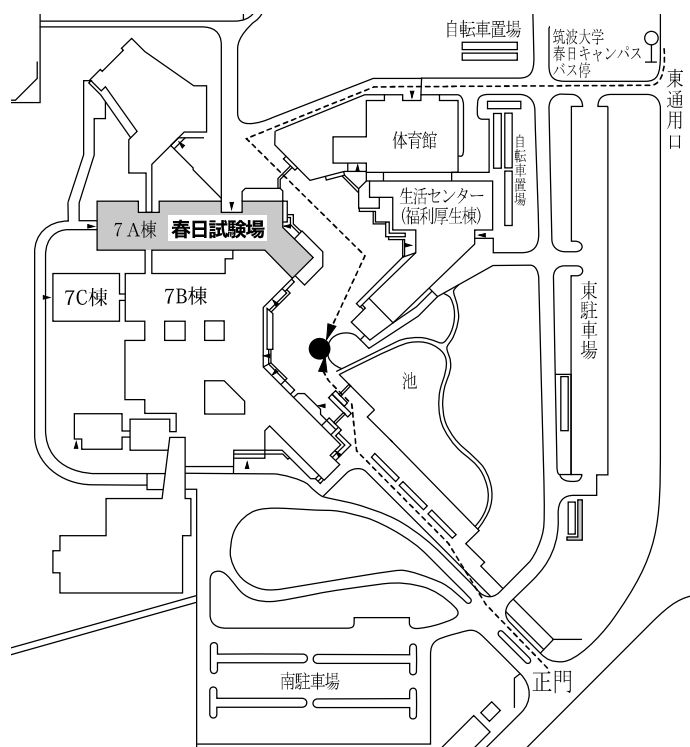 自転車置場
筑波大学
春日キャンパス
バス停
東通用口
体育館
自転車置場
生活センター
(福利厚生棟)
7A棟
春日試験場
7C棟
7B棟
東駐車場
池
南駐車場
正門